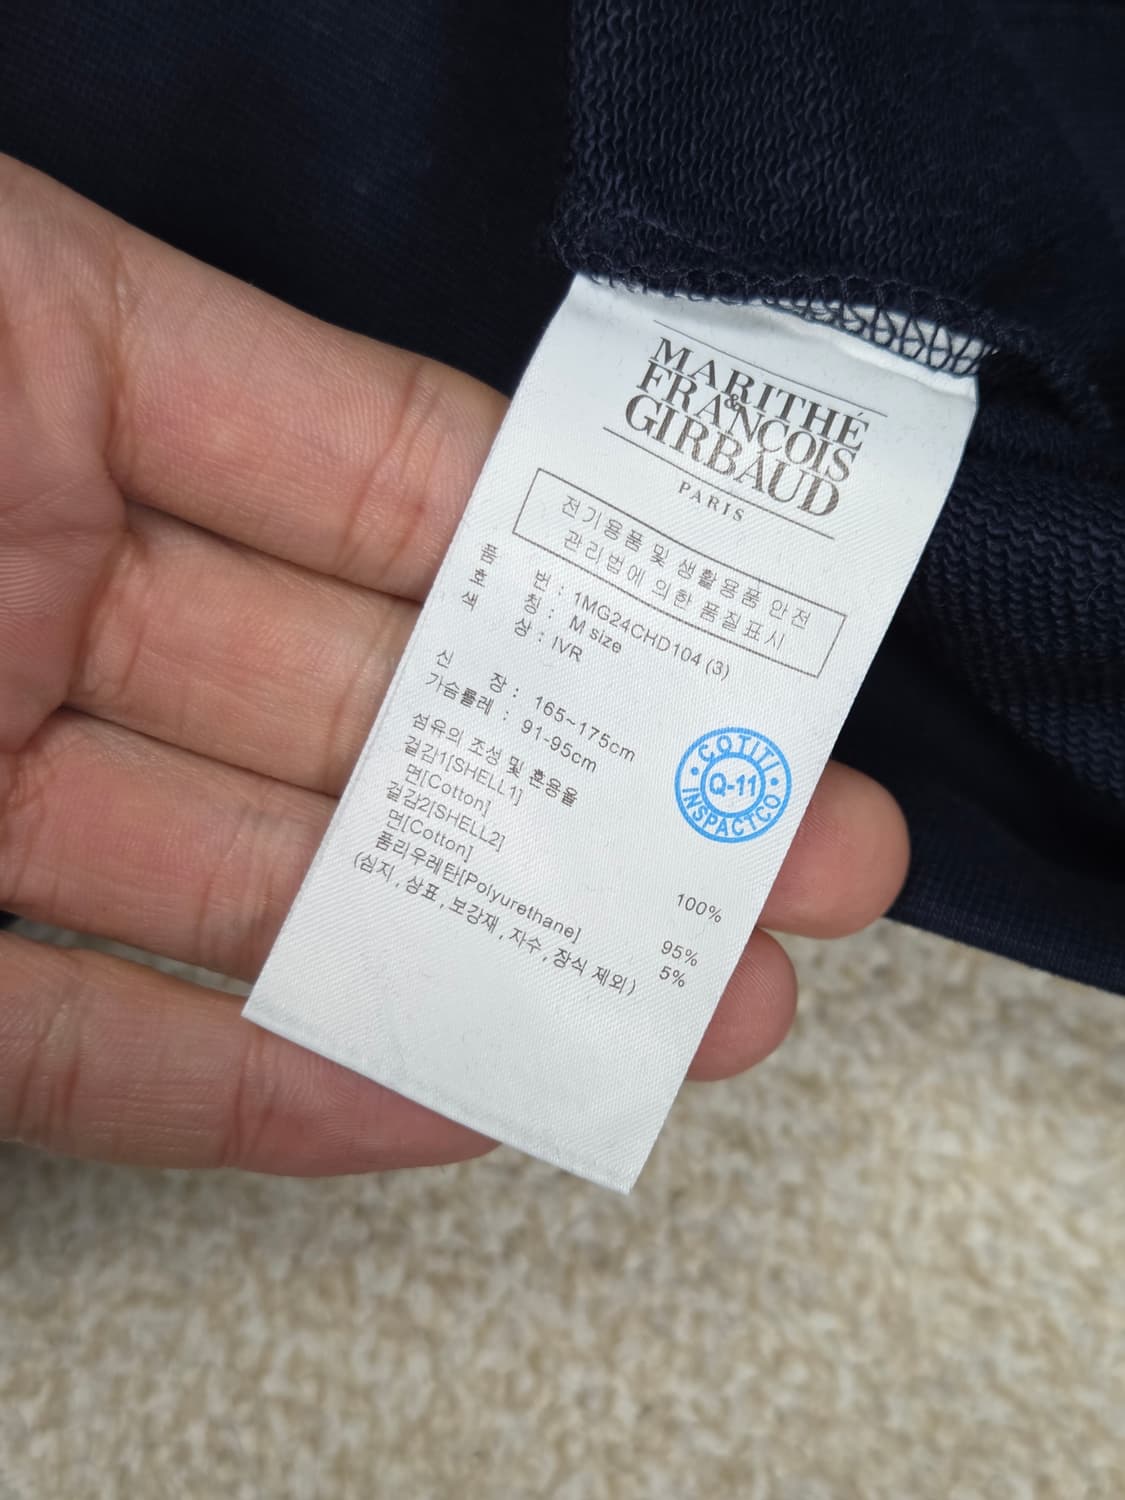 MARITHÉ
&
FRANCOIS
GIRBAUD
PARIS
전기용품 및 생활용품 안전
관리법에 의한 품질표시
품 번 : 1MG24CHD104 (3)
호 칭 : M size
색 상 : IVR
신 장 : 165~175cm
가슴둘레 : 91-95cm
섬유의 조성 및 혼용율
겉감1[SHELL1]
면[Cotton] 100%
겉감2[SHELL2]
면[Cotton] 95%
폴리우레탄[Polyurethane] 5%
(심지, 상표, 보강재, 자수, 장식 제외)
COTITI
Q-11
INSPACTCO